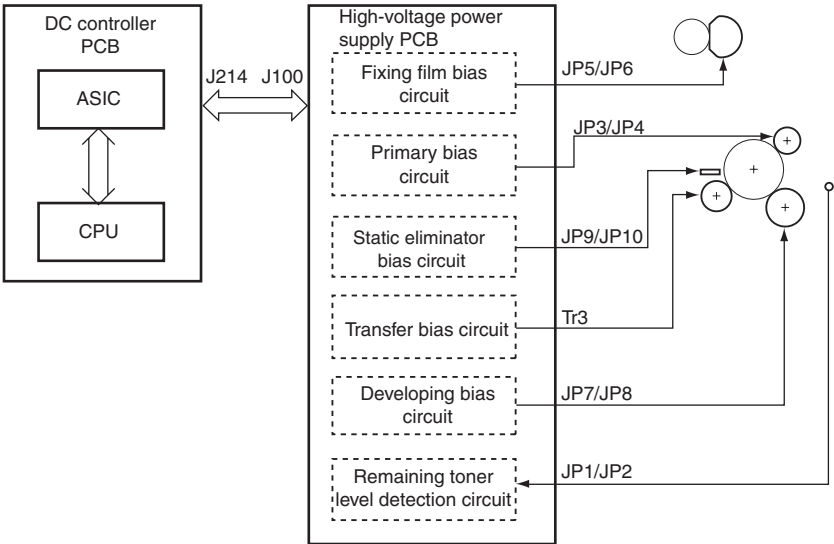 DC controller
PCB
ASIC
CPU
J214
J100
High-voltage power
supply PCB
Fixing film bias
circuit
JP5/JP6
Primary bias
circuit
JP3/JP4
Static eliminator
bias circuit
JP9/JP10
Transfer bias circuit
Tr3
Developing bias
circuit
JP7/JP8
Remaining toner
level detection circuit
JP1/JP2